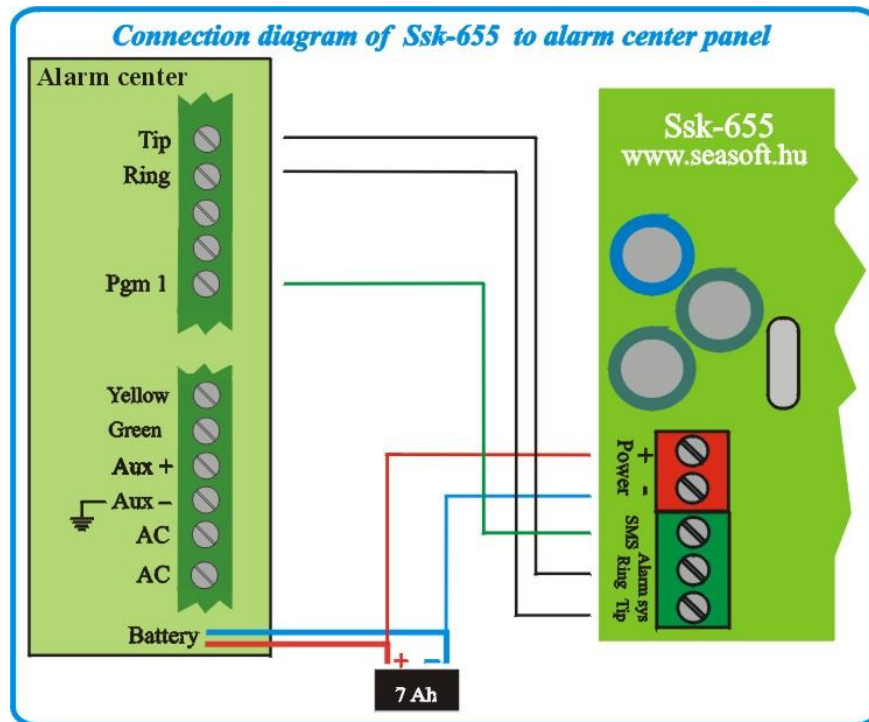 Connection diagram of Ssk-655 to alarm center panel
Alarm center
Tip
Ring
Pgm 1
Yellow
Green
Aux +
Aux –
AC
AC
Battery
+ –
7 Ah
Ssk-655
www.seasoft.hu
+
-
Power
SMS
Alarm sys
Ring Tip